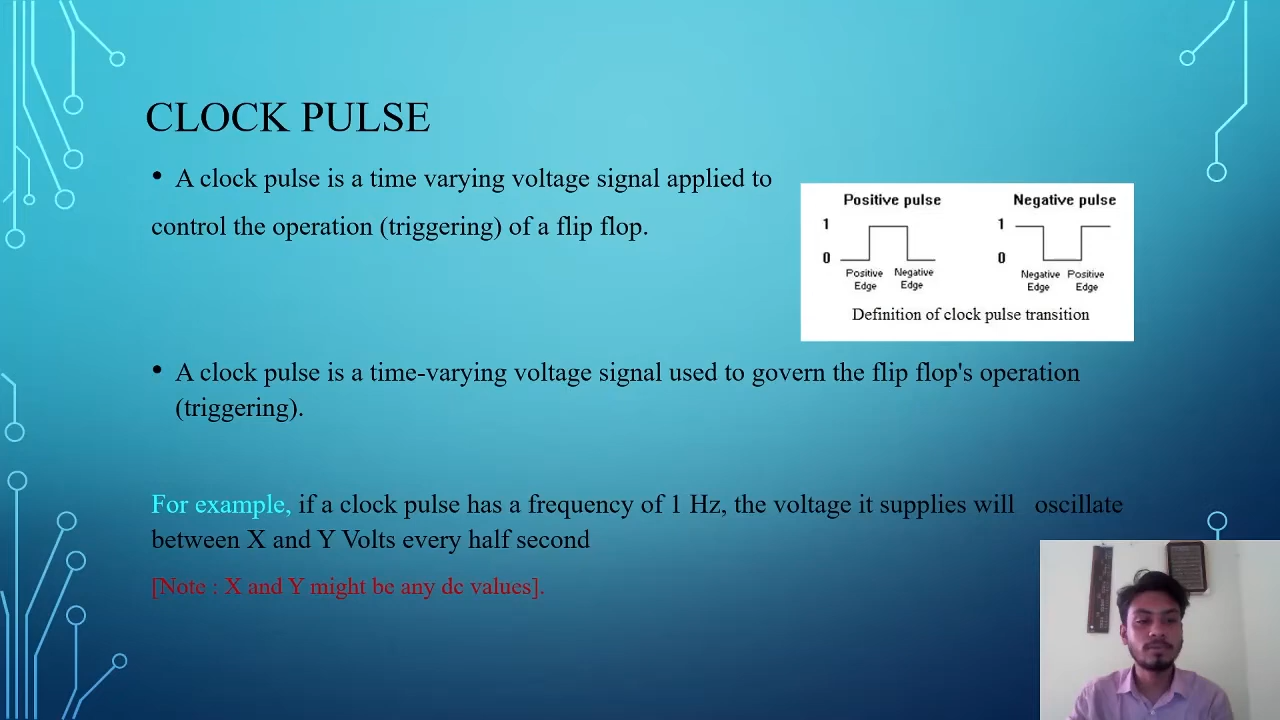 CLOCK PULSE
• A clock pulse is a time varying voltage signal applied to
control the operation (triggering) of a flip flop.
Positive pulse
1
0
Positive Edge
Negative Edge
Negative pulse
1
0
Negative Edge
Positive Edge
Definition of clock pulse transition
• A clock pulse is a time-varying voltage signal used to govern the flip flop's operation
(triggering).
For example, if a clock pulse has a frequency of 1 Hz, the voltage it supplies will oscillate
between X and Y Volts every half second
[Note : X and Y might be any dc values].